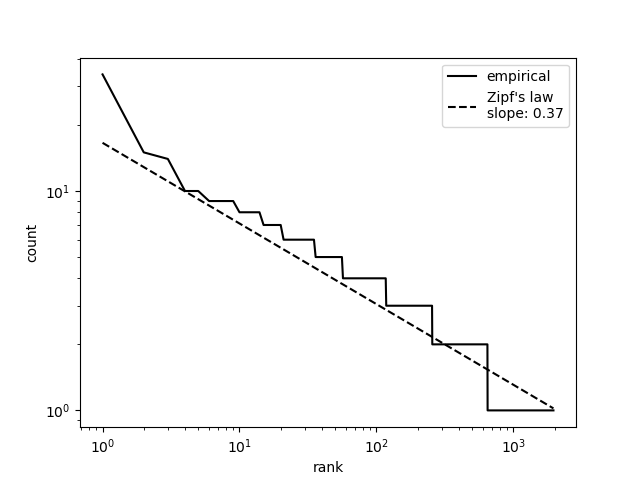 empirical
Zipf's law
slope: 0.37
count
10^1
10^0
10^0
10^1
10^2
10^3
rank